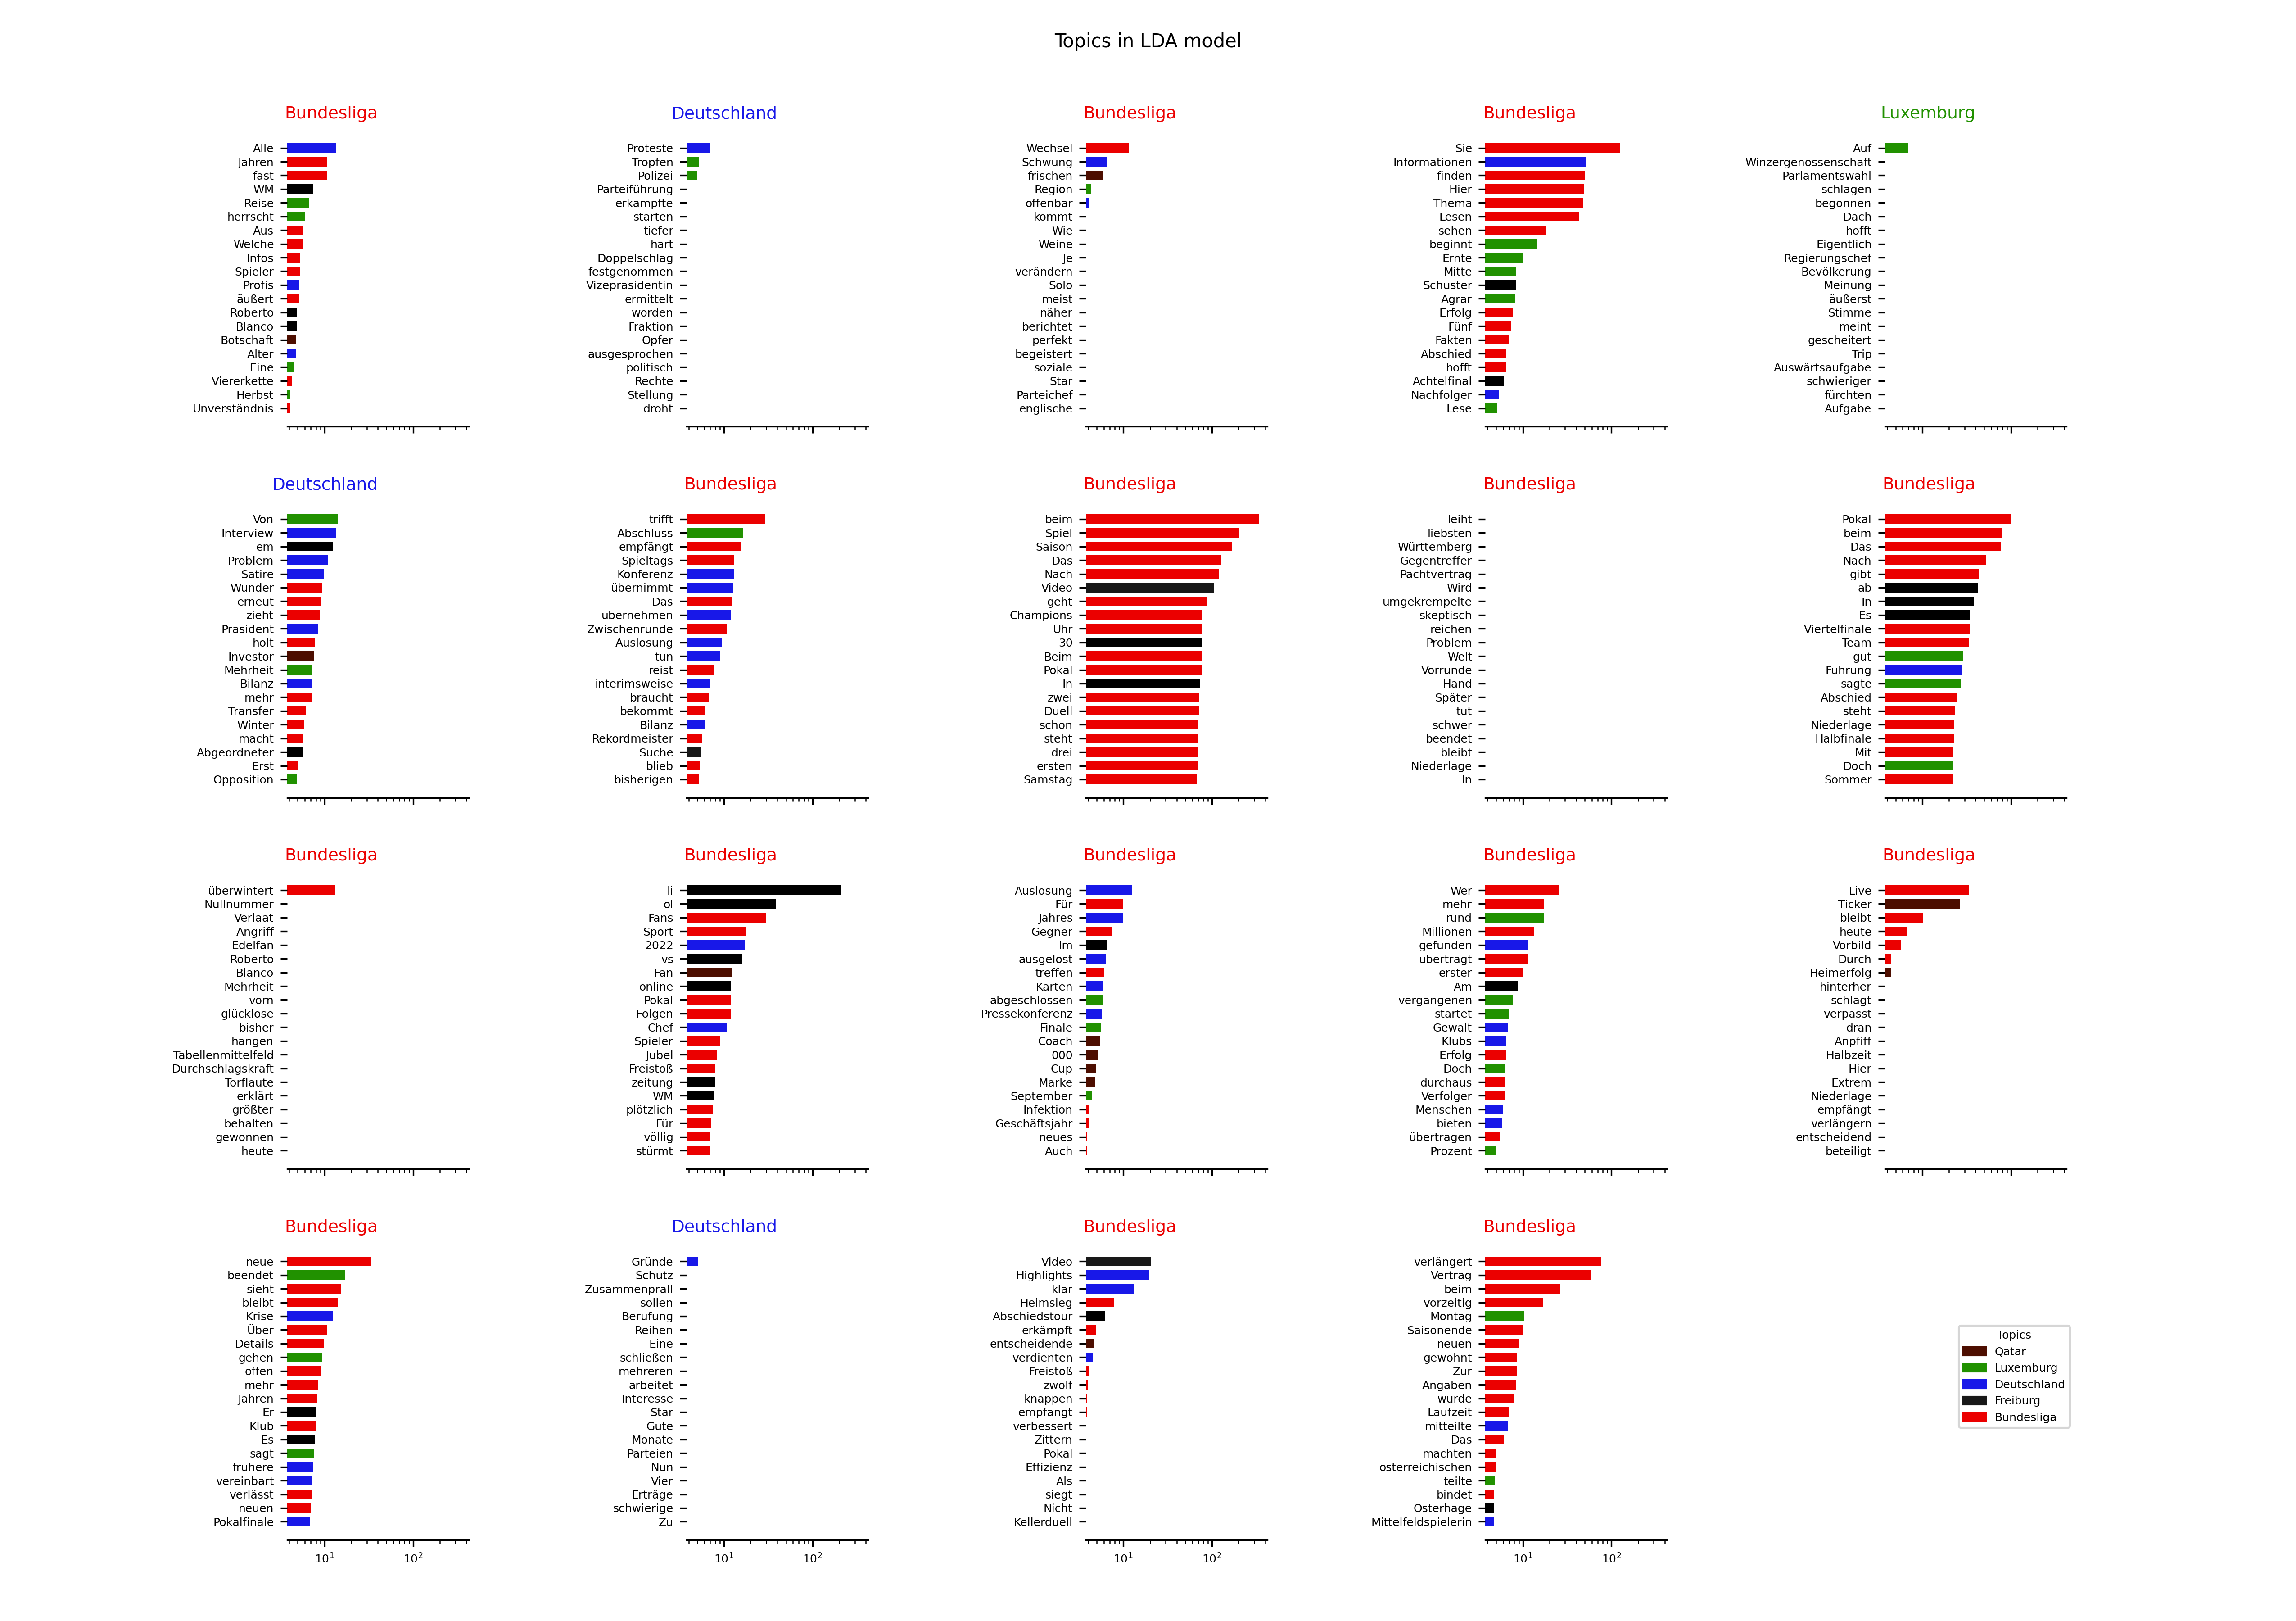 Topics in LDA model
Bundesliga
Alle
Jahren
fast
WM
Reise
herrscht
Aus
Welche
Infos
Spieler
Profis
äußert
Roberto
Blanco
Botschaft
Alter
Eine
Viererkette
Herbst
Unverständnis
Deutschland
Proteste
Tropfen
Polizei
Parteiführung
erkämpfte
starten
tiefer
hart
Doppelschlag
festgenommen
Vizepräsidentin
ermittelt
worden
Fraktion
Opfer
ausgesprochen
politisch
Rechte
Stellung
droht
Bundesliga
Wechsel
Schwung
frischen
Region
offenbar
kommt
Wie
Weine
Je
verändern
Solo
meist
näher
berichtet
perfekt
begeistert
soziale
Star
Parteichef
englische
Bundesliga
Sie
Informationen
finden
Hier
Thema
Lesen
sehen
beginnt
Ernte
Mitte
Schuster
Agrar
Erfolg
Fünf
Fakten
Abschied
hofft
Achtelfinal
Nachfolger
Lese
Luxemburg
Auf
Winzergenossenschaft
Parlamentswahl
schlagen
begonnen
Dach
hofft
Eigentlich
Regierungschef
Bevölkerung
Meinung
äußerst
Stimme
meint
gescheitert
Trip
Auswärtsaufgabe
schwieriger
fürchten
Aufgabe
Deutschland
Von
Interview
em
Problem
Satire
Wunder
erneut
zieht
Präsident
holt
Investor
Mehrheit
Bilanz
mehr
Transfer
Winter
macht
Abgeordneter
Erst
Opposition
Bundesliga
trifft
Abschluss
empfängt
Spieltags
Konferenz
übernimmt
Das
übernehmen
Zwischenrunde
Auslosung
tun
reist
interimsweise
braucht
bekommt
Bilanz
Rekordmeister
Suche
blieb
bisherigen
Bundesliga
beim
Spiel
Saison
Das
Nach
Video
geht
Champions
Uhr
30
Beim
Pokal
In
zwei
Duell
schon
steht
drei
ersten
Samstag
Bundesliga
leiht
liebsten
Württemberg
Gegentreffer
Pachtvertrag
Wird
umgekrempelte
skeptisch
reichen
Problem
Welt
Vorrunde
Hand
Später
tut
schwer
beendet
bleibt
Niederlage
In
Bundesliga
Pokal
beim
Das
Nach
gibt
ab
In
Es
Viertelfinale
Team
gut
Führung
sagte
Abschied
steht
Niederlage
Halbfinale
Mit
Doch
Sommer
Bundesliga
überwintert
Nullnummer
Verlaat
Angriff
Edelfan
Roberto
Blanco
Mehrheit
vorn
glücklose
bisher
hängen
Tabellenmittelfeld
Durchschlagskraft
Torflaute
erklärt
größter
behalten
gewonnen
heute
Bundesliga
li
ol
Fans
Sport
2022
vs
Fan
online
Pokal
Folgen
Chef
Spieler
Jubel
Freistoß
zeitung
WM
plötzlich
Für
völlig
stürmt
Bundesliga
Auslosung
Für
Jahres
Gegner
Im
ausgelost
treffen
Karten
abgeschlossen
Pressekonferenz
Finale
Coach
000
Cup
Marke
September
Infektion
Geschäftsjahr
neues
Auch
Bundesliga
Wer
mehr
rund
Millionen
gefunden
überträgt
erster
Am
vergangenen
startet
Gewalt
Klubs
Erfolg
Doch
durchaus
Verfolger
Menschen
bieten
übertragen
Prozent
Bundesliga
Live
Ticker
bleibt
heute
Vorbild
Durch
Heimerfolg
hinterher
schlägt
verpasst
dran
Anpfiff
Halbzeit
Hier
Extrem
Niederlage
empfängt
verlängern
entscheidend
beteiligt
Bundesliga
neue
beendet
sieht
bleibt
Krise
Über
Details
gehen
offen
mehr
Jahren
Er
Klub
Es
sagt
frühere
vereinbart
verlässt
neuen
Pokalfinale
10¹ 10²
Deutschland
Gründe
Schutz
Zusammenprall
sollen
Berufung
Reihen
Eine
schließen
mehreren
arbeitet
Interesse
Star
Gute
Monate
Parteien
Nun
Vier
Erträge
schwierige
Zu
10¹ 10²
Bundesliga
Video
Highlights
klar
Heimsieg
Abschiedstour
erkämpft
entscheidende
verdienten
Freistoß
zwölf
knappen
empfängt
verbessert
Zittern
Pokal
Effizienz
Als
siegt
Nicht
Kellerduell
10¹ 10²
Bundesliga
verlängert
Vertrag
beim
vorzeitig
Montag
Saisonende
neuen
gewohnt
Zur
Angaben
wurde
Laufzeit
mitteilte
Das
machten
österreichischen
teilte
bindet
Osterhage
Mittelfeldspielerin
10¹ 10²
Topics
Qatar
Luxemburg
Deutschland
Freiburg
Bundesliga